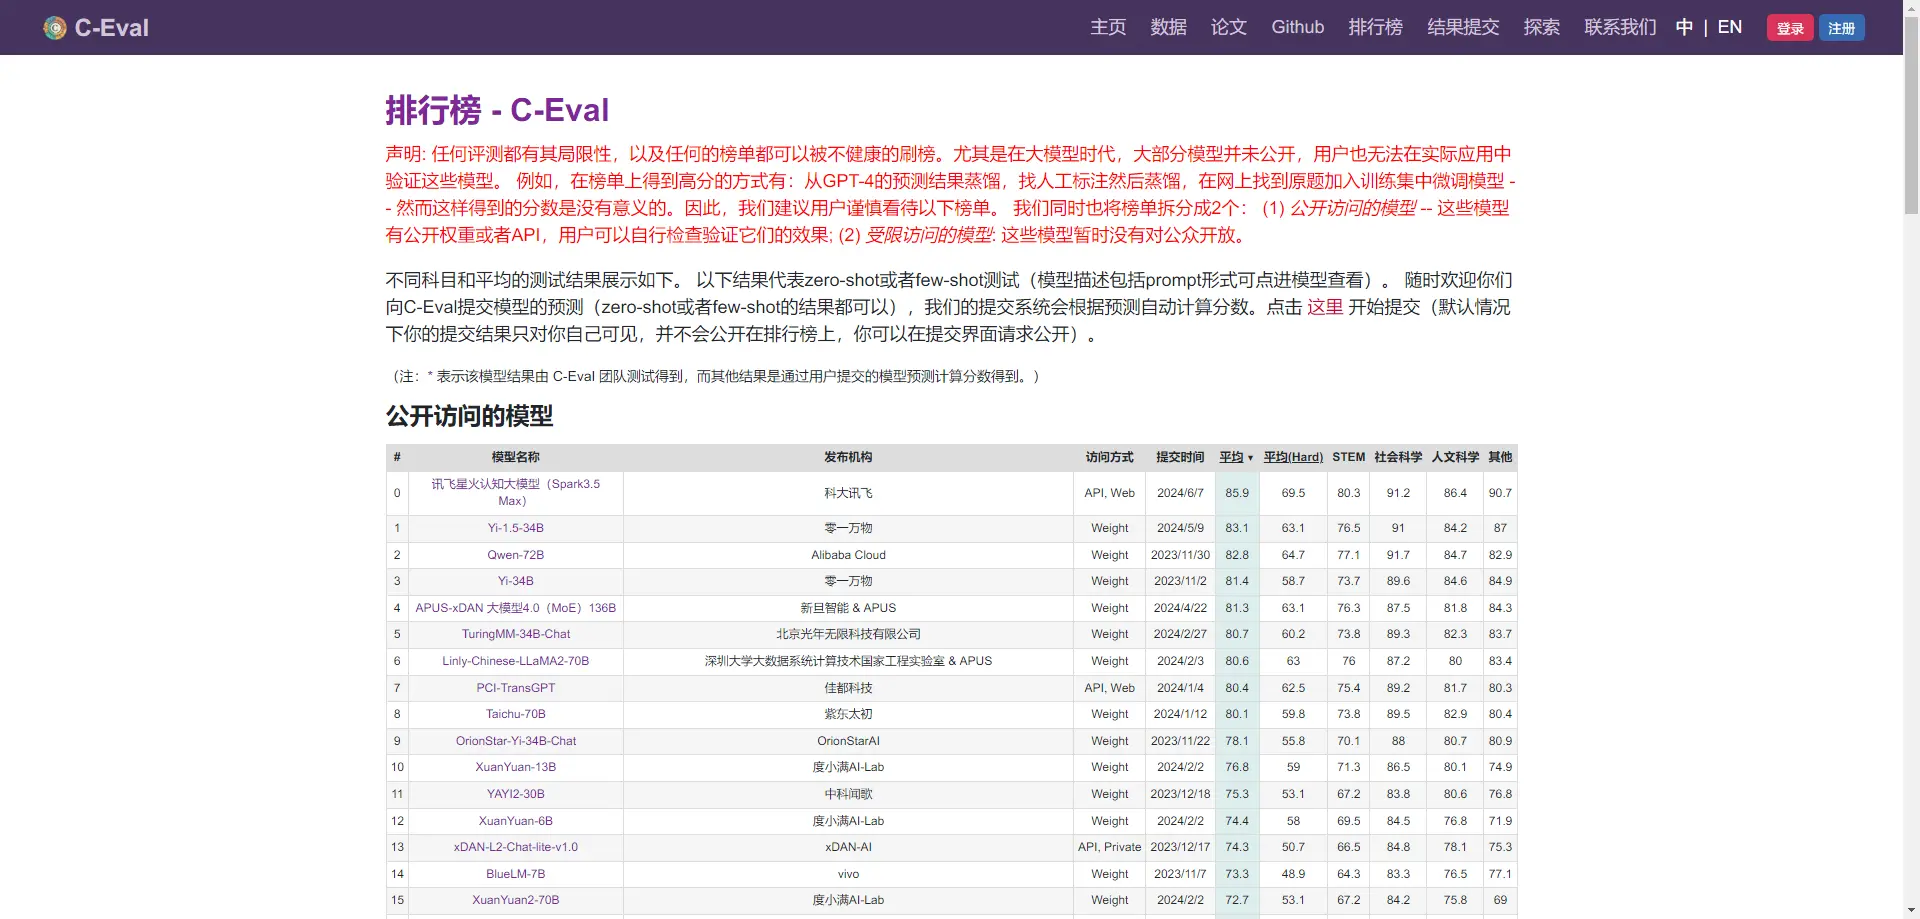 C-Eval
主页 数据 论文 Github 排行榜 结果提交 探索 联系我们 中 | EN 登录 注册
排行榜 - C-Eval
声明: 任何评测都有其局限性，以及任何的榜单都可以被不健康的刷榜。尤其是在大模型时代，大部分模型并未公开，用户也无法在实际应用中
验证这些模型。 例如，在榜单上得到高分的方式有：从GPT-4的预测结果蒸馏，找人工标注然后蒸馏，在网上找到原题加入训练集中微调模型 -
- 然而这样得到的分数是没有意义的。因此，我们建议用户谨慎看待以下榜单。 我们同时也将榜单拆分成2个： (1) 公开访问的模型 -- 这些模型
有公开权重或者API，用户可以自行检查验证它们的效果; (2) 受限访问的模型: 这些模型暂时没有对公众开放。
不同科目和平均的测试结果展示如下。 以下结果代表zero-shot或者few-shot测试（模型描述包括prompt形式可点进模型查看）。 随时欢迎你们
向C-Eval提交模型的预测（zero-shot或者few-shot的结果都可以），我们的提交系统会根据预测自动计算分数。点击 这里 开始提交（默认情况
下你的提交结果只对你自己可见，并不会公开在排行榜上，你可以在提交界面请求公开）。
（注：* 表示该模型结果由 C-Eval 团队测试得到，而其他结果是通过用户提交的模型预测计算分数得到。）
公开访问的模型
# 模型名称 发布机构 访问方式 提交时间 平均 ▼ 平均(Hard) STEM 社会科学 人文科学 其他
0 讯飞星火认知大模型（Spark3.5 Max） 科大讯飞 API, Web 2024/6/7 85.9 69.5 80.3 91.2 86.4 90.7
1 Yi-1.5-34B 零一万物 Weight 2024/5/9 83.1 63.1 76.5 91 84.2 87
2 Qwen-72B Alibaba Cloud Weight 2023/11/30 82.8 64.7 77.1 91.7 84.7 82.9
3 Yi-34B 零一万物 Weight 2023/11/2 81.4 58.7 73.7 89.6 84.6 84.9
4 APUS-xDAN 大模型4.0（MoE）136B 新旦智能 & APUS Weight 2024/4/22 81.3 63.1 76.3 87.5 81.8 84.3
5 TuringMM-34B-Chat 北京光年无限科技有限公司 Weight 2024/2/27 80.7 60.2 73.8 89.3 82.3 83.7
6 Linly-Chinese-LLaMA2-70B 深圳大学大数据系统计算技术国家工程实验室 & APUS Weight 2024/2/3 80.6 63 76 87.2 80 83.4
7 PCI-TransGPT 佳都科技 API, Web 2024/1/4 80.4 62.5 75.4 89.2 81.7 80.3
8 Taichu-70B 紫东太初 Weight 2024/1/12 80.1 59.8 73.8 89.5 82.9 80.4
9 OrionStar-Yi-34B-Chat OrionStarAI Weight 2023/11/22 78.1 55.8 70.1 88 80.7 80.9
10 XuanYuan-13B 度小满AI-Lab Weight 2024/2/2 76.8 59 71.3 86.5 80.1 74.9
11 YAYI2-30B 中科闻歌 Weight 2023/12/18 75.3 53.1 67.2 83.8 80.6 76.8
12 XuanYuan-6B 度小满AI-Lab Weight 2024/2/2 74.4 58 69.5 84.5 76.8 71.9
13 xDAN-L2-Chat-lite-v1.0 xDAN-AI API, Private 2023/12/17 74.3 50.7 66.5 84.8 78.1 75.3
14 BlueLM-7B vivo Weight 2023/11/7 73.3 48.9 64.3 83.3 76.5 77.1
15 XuanYuan2-70B 度小满AI-Lab Weight 2024/2/2 72.7 53.1 67.2 84.2 75.8 69